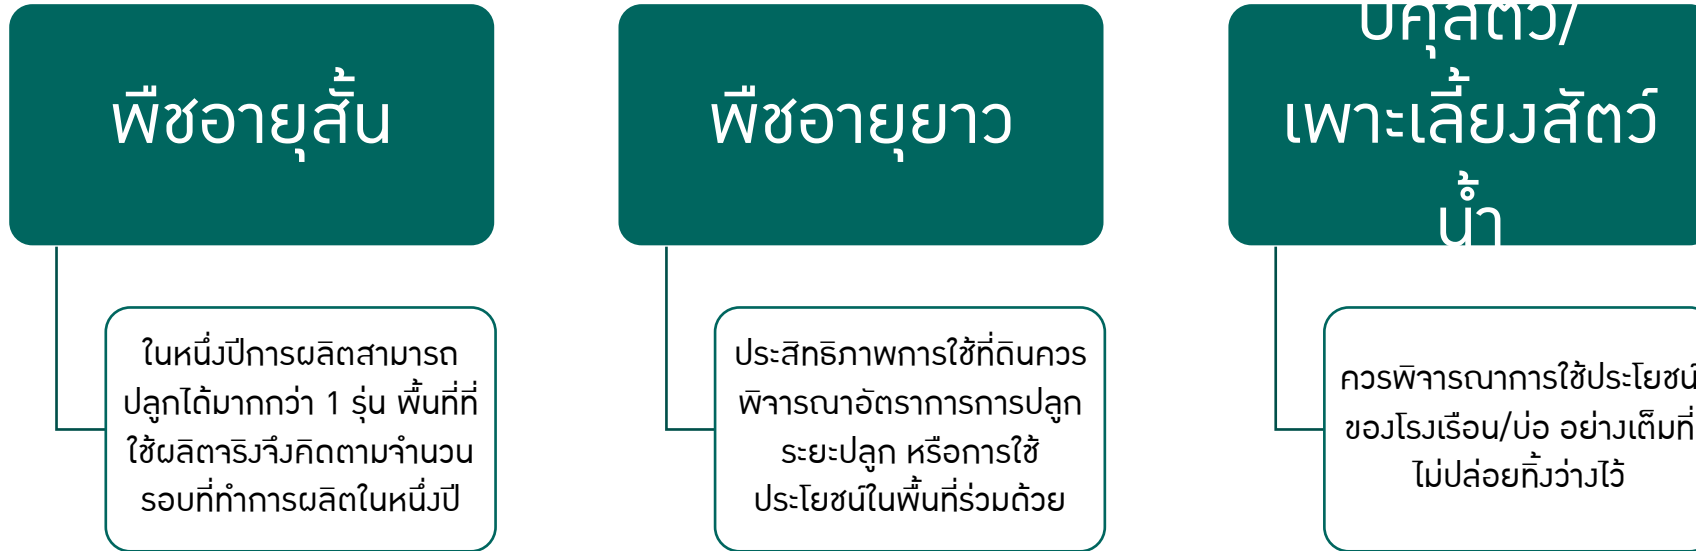 พืชอายุสั้น
ในหนึ่งปีการผลิตสามารถ
ปลูกได้มากกว่า 1 รุ่น พื้นที่ที่
ใช้ผลิตจริงจึงคิดตามจำนวน
รอบที่ทำการผลิตในหนึ่งปี
พืชอายุยาว
ประสิทธิภาพการใช้ที่ดินควร
พิจารณาอัตราการการปลูก
ระยะปลูก หรือการใช้
ประโยชน์ในพื้นที่ร่วมด้วย
ปศุสัตว์/
เพาะเลี้ยงสัตว์
น้ำ
ควรพิจารณาการใช้ประโยชน์
ของโรงเรือน/บ่อ อย่างเต็มที่
ไม่ปล่อยทิ้งว่างไว้